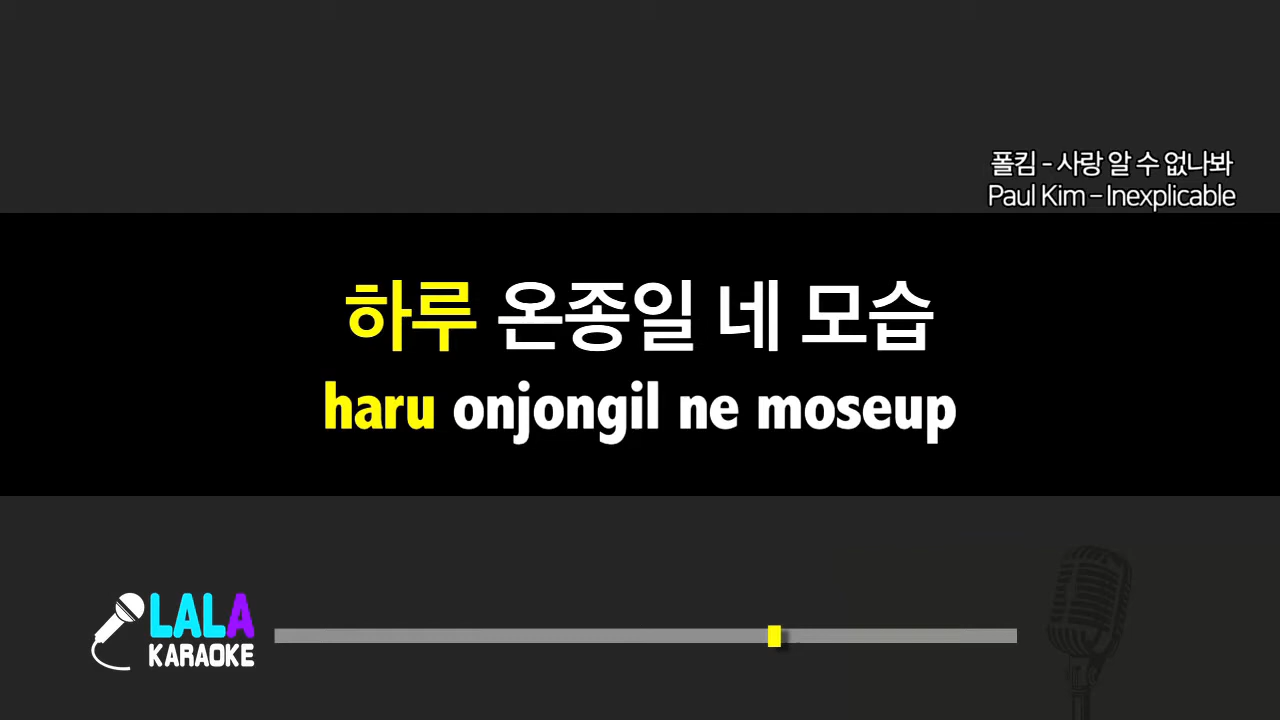 폴킴 - 사랑 알 수 없나봐
Paul Kim – Inexplicable
하루 온종일 네 모습
haru onjongil ne moseup
LALA
KARAOKE